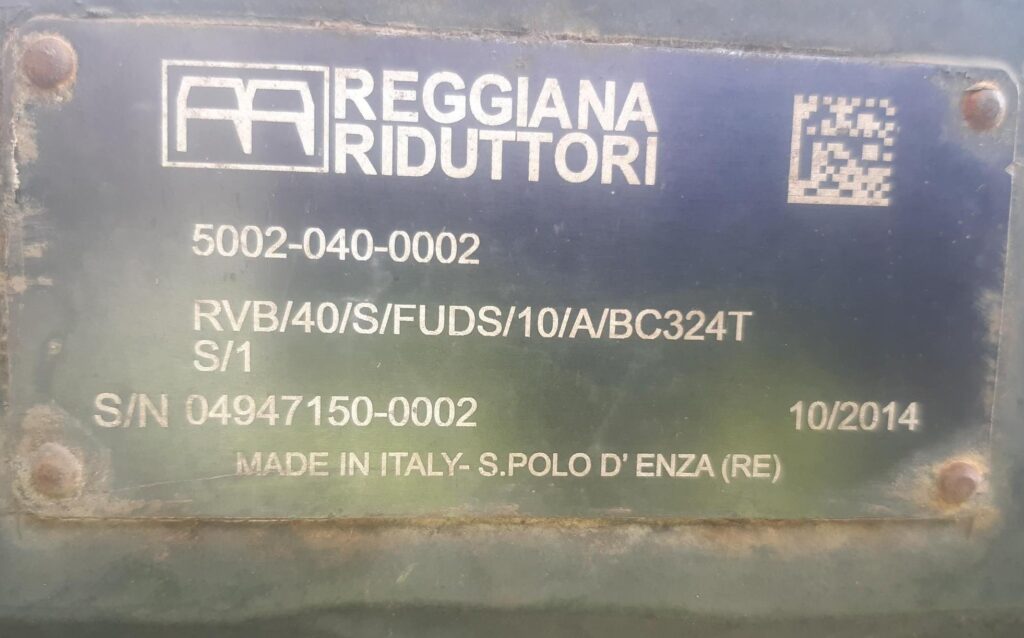 REGGIANA
RIDUTTORI
5002-040-0002
RVB/40/S/FUDS/10/A/BC324T
S/1
S/N 04947150-0002
10/2014
MADE IN ITALY- S.POLO D' ENZA (RE)